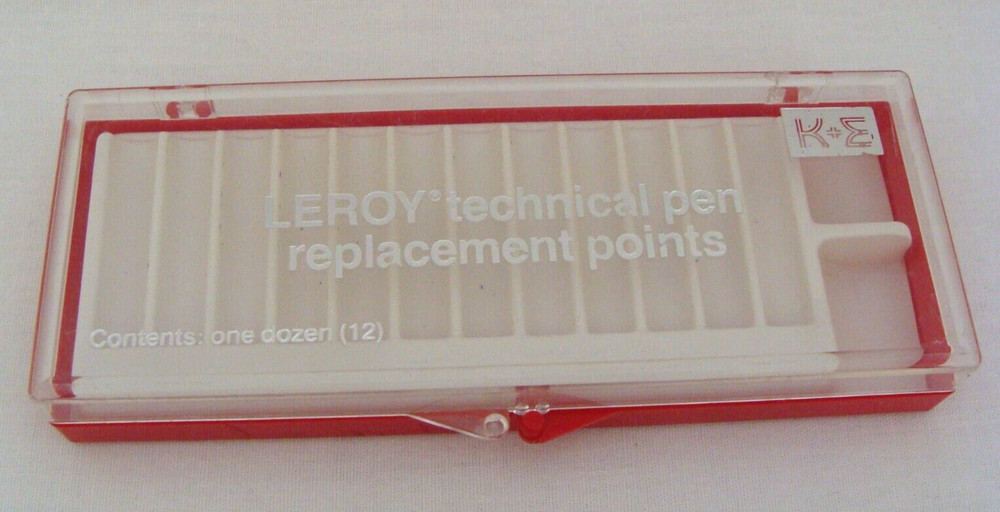 K+E
LEROY® technical pen
replacement points
Contents: one dozen (12)